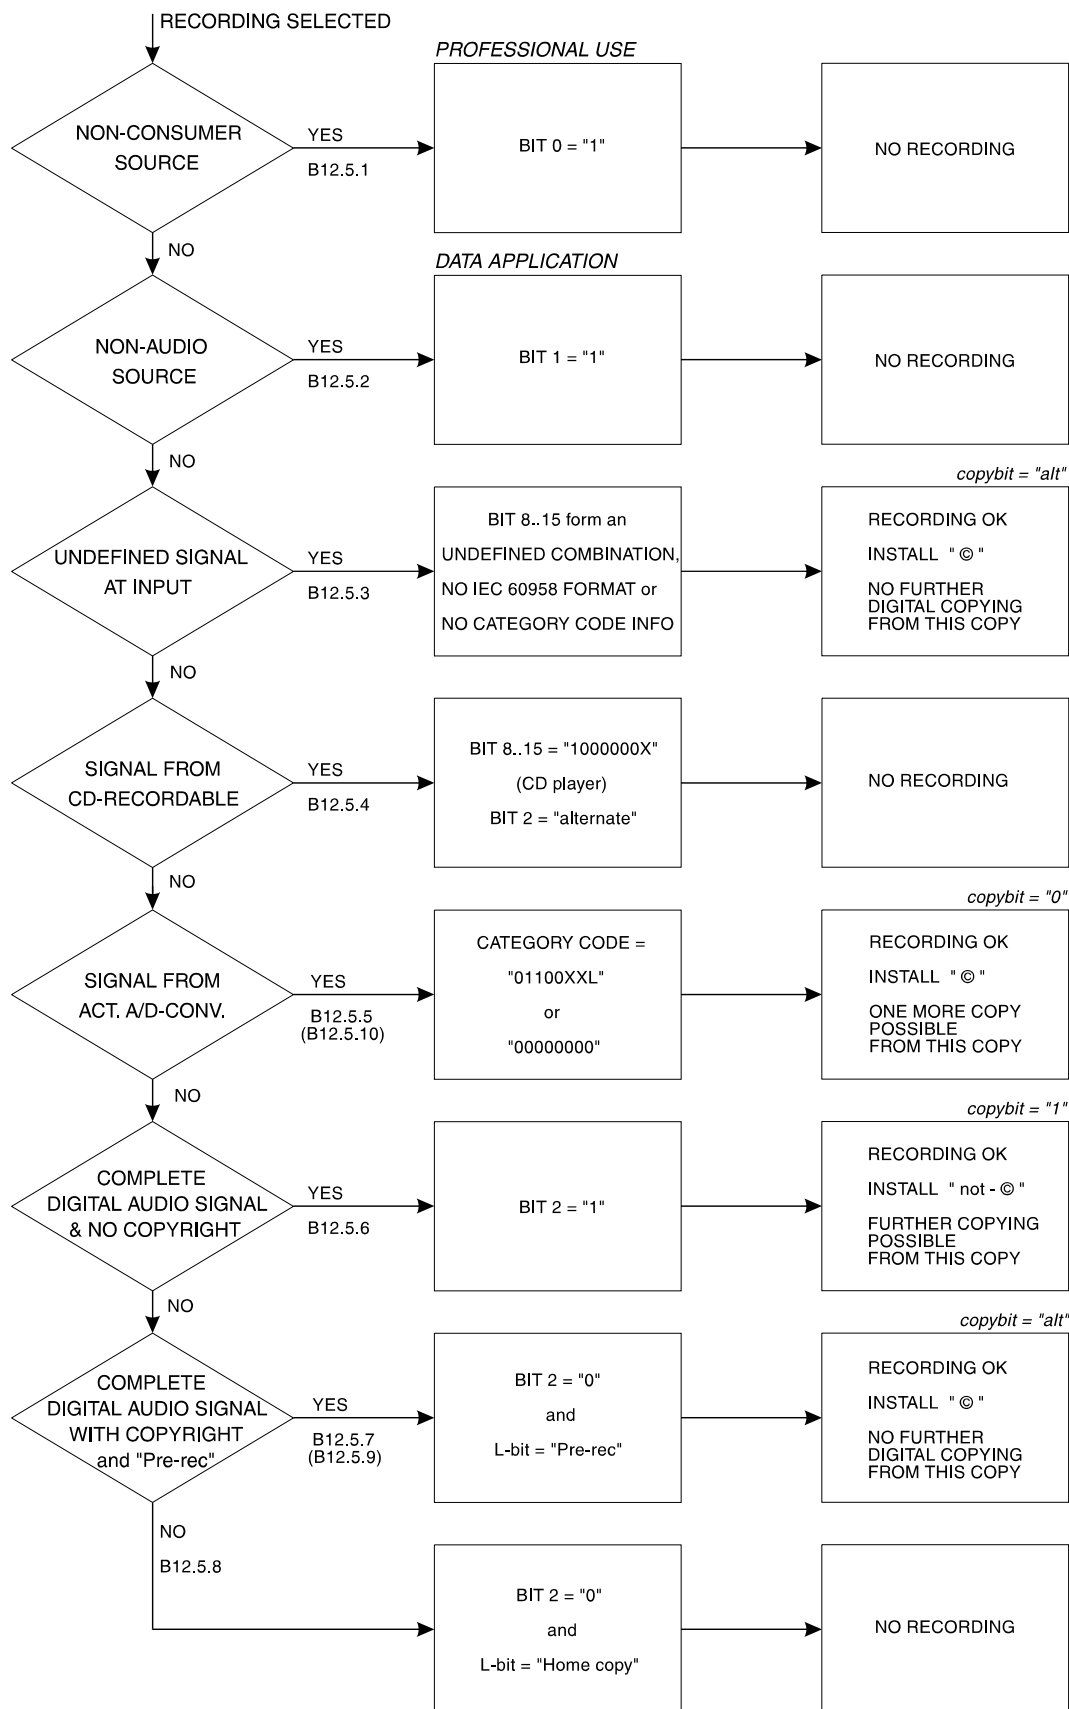 RECORDING SELECTED
PROFESSIONAL USE
NON-CONSUMER
SOURCE
YES
B12.5.1
BIT 0 = "1"
NO RECORDING
NO
DATA APPLICATION
NON-AUDIO
SOURCE
YES
B12.5.2
BIT 1 = "1"
NO RECORDING
NO
copybit = "alt"
UNDEFINED SIGNAL
AT INPUT
YES
B12.5.3
BIT 8..15 form an
UNDEFINED COMBINATION,
NO IEC 60958 FORMAT or
NO CATEGORY CODE INFO
RECORDING OK
INSTALL " © "
NO FURTHER
DIGITAL COPYING
FROM THIS COPY
NO
SIGNAL FROM
CD-RECORDABLE
YES
B12.5.4
BIT 8..15 = "1000000X"
(CD player)
BIT 2 = "alternate"
NO RECORDING
NO
copybit = "0"
SIGNAL FROM
ACT. A/D-CONV.
YES
B12.5.5
(B12.5.10)
CATEGORY CODE =
"01100XXL"
or
"00000000"
RECORDING OK
INSTALL " © "
ONE MORE COPY
POSSIBLE
FROM THIS COPY
NO
copybit = "1"
COMPLETE
DIGITAL AUDIO SIGNAL
& NO COPYRIGHT
YES
B12.5.6
BIT 2 = "1"
RECORDING OK
INSTALL " not - © "
FURTHER COPYING
POSSIBLE
FROM THIS COPY
NO
copybit = "alt"
COMPLETE
DIGITAL AUDIO SIGNAL
WITH COPYRIGHT
and "Pre-rec"
YES
B12.5.7
(B12.5.9)
BIT 2 = "0"
and
L-bit = "Pre-rec"
RECORDING OK
INSTALL " © "
NO FURTHER
DIGITAL COPYING
FROM THIS COPY
NO
B12.5.8
BIT 2 = "0"
and
L-bit = "Home copy"
NO RECORDING